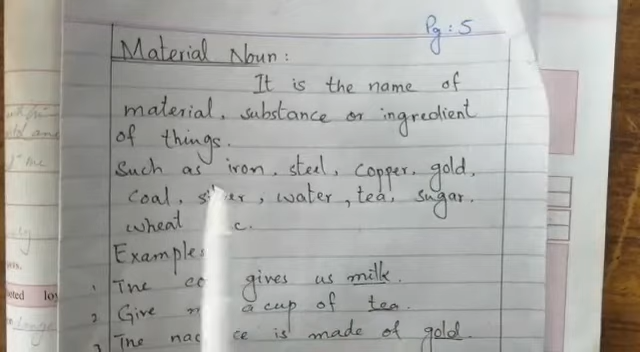 Pg: 5
Material Noun:
It is the name of
material, substance or ingredient
of things.
Such as iron, steel, copper, gold,
coal, , water, tea, sugar,
wheat c.
Example
1 The gives us milk.
2 Give a cup of tea.
3 The is made of gold